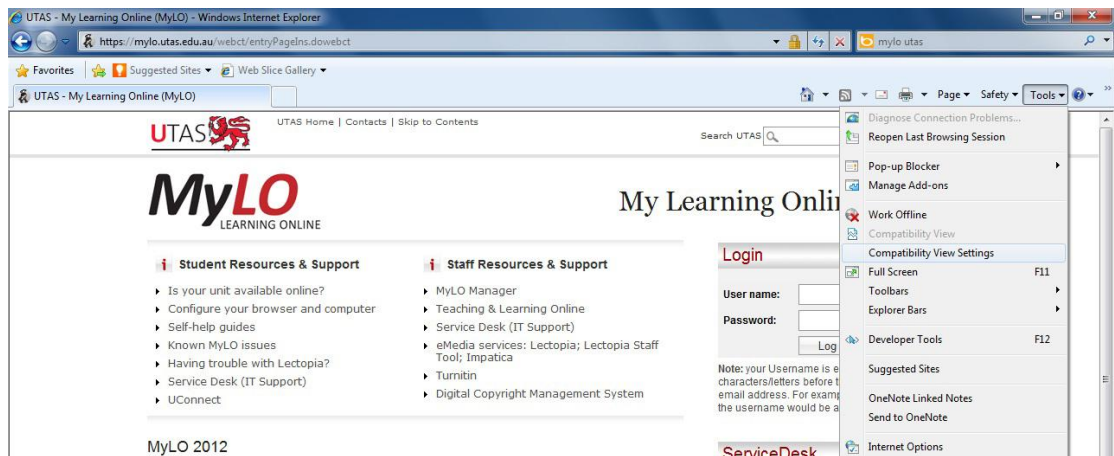 UTAS - My Learning Online (MyLO) - Windows Internet Explorer
https://mylo.utas.edu.au/webct/entryPageIns.dowebct
mylo utas
Favorites
Suggested Sites
Web Slice Gallery
UTAS - My Learning Online (MyLO)
Page
Safety
Tools
UTAS
UTAS Home | Contacts | Skip to Contents
Search UTAS
MyLO
LEARNING ONLINE
My Learning Onli
i Student Resources & Support
Is your unit available online?
Configure your browser and computer
Self-help guides
Known MyLO issues
Having trouble with Lectopia?
Service Desk (IT Support)
UConnect
i Staff Resources & Support
MyLO Manager
Teaching & Learning Online
Service Desk (IT Support)
eMedia services: Lectopia; Lectopia Staff
Tool; Impatica
Turnitin
Digital Copyright Management System
MyLO 2012
Login
User name:
Password:
Log
Note: your Username is e
characters/letters before t
email address. For examp
the username would be a
ServiceDesk
Diagnose Connection Problems...
Reopen Last Browsing Session
Pop-up Blocker
Manage Add-ons
Work Offline
Compatibility View
Compatibility View Settings
Full Screen F11
Toolbars
Explorer Bars
Developer Tools F12
Suggested Sites
OneNote Linked Notes
Send to OneNote
Internet Options